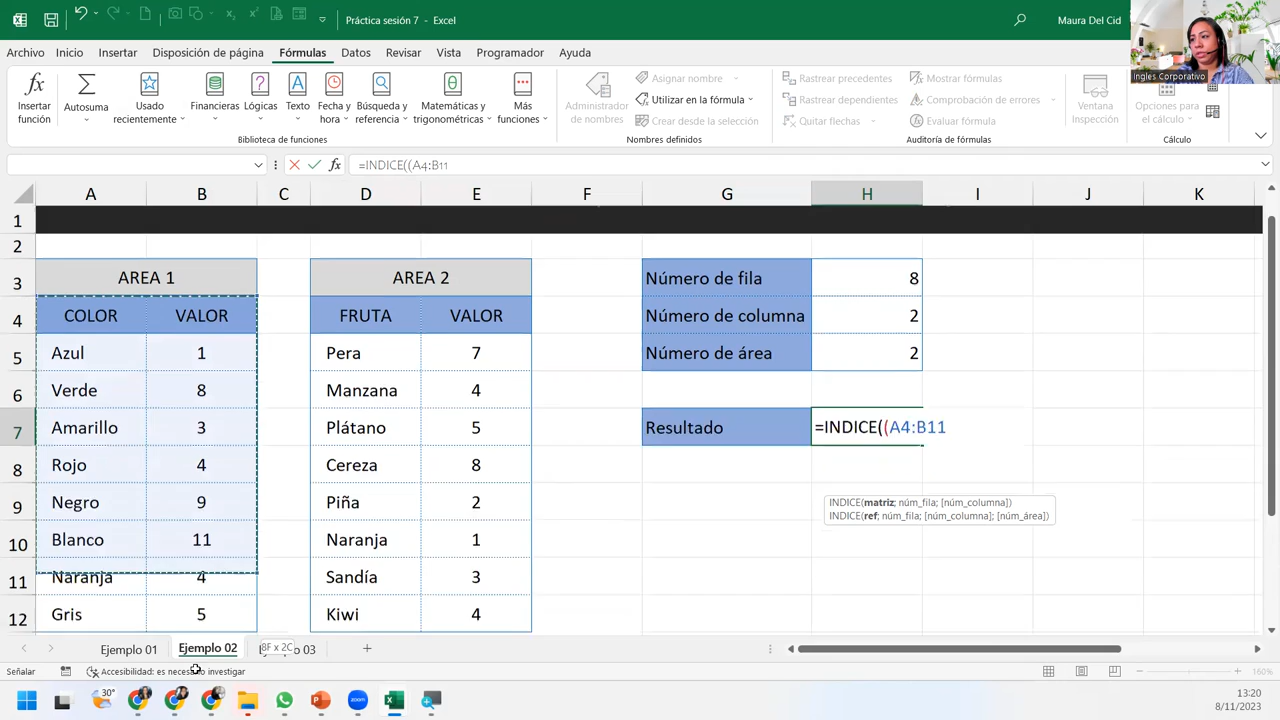 Práctica sesión 7 - Excel
Maura Del Cid
Archivo Inicio Insertar Disposición de página Fórmulas Datos Revisar Vista Programador Ayuda
Ingles Corporativo
Insertar función
Autosuma
Usado recientemente
Financieras
Lógicas
Texto
Fecha y hora
Búsqueda y referencia
Matemáticas y trigonométricas
Más funciones
Biblioteca de funciones
Administrador de nombres
Asignar nombre
Utilizar en la fórmula
Crear desde la selección
Nombres definidos
Rastrear precedentes
Rastrear dependientes
Quitar flechas
Mostrar fórmulas
Comprobación de errores
Evaluar fórmula
Auditoría de fórmulas
Ventana Inspección
Opciones para el cálculo
Cálculo
fx =INDICE((A4:B11
A B C D E F G H I J K
1
2
3 AREA 1 AREA 2 Número de fila 8
4 COLOR VALOR FRUTA VALOR Número de columna 2
5 Azul 1 Pera 7 Número de área 2
6 Verde 8 Manzana 4
7 Amarillo 3 Plátano 5 Resultado =INDICE((A4:B11
8 Rojo 4 Cereza 8
9 Negro 9 Piña 2
INDICE(matriz; núm_fila; [núm_columna])
INDICE(ref; núm_fila; [núm_columna]; [núm_área])
10 Blanco 11 Naranja 1
11 Naranja 4 Sandía 3
12 Gris 5 Kiwi 4
Ejemplo 01 Ejemplo 02 8F x 2C 03
Señalar Accesibilidad: es necesario investigar 160%
30°
zoom
13:20
8/11/2023